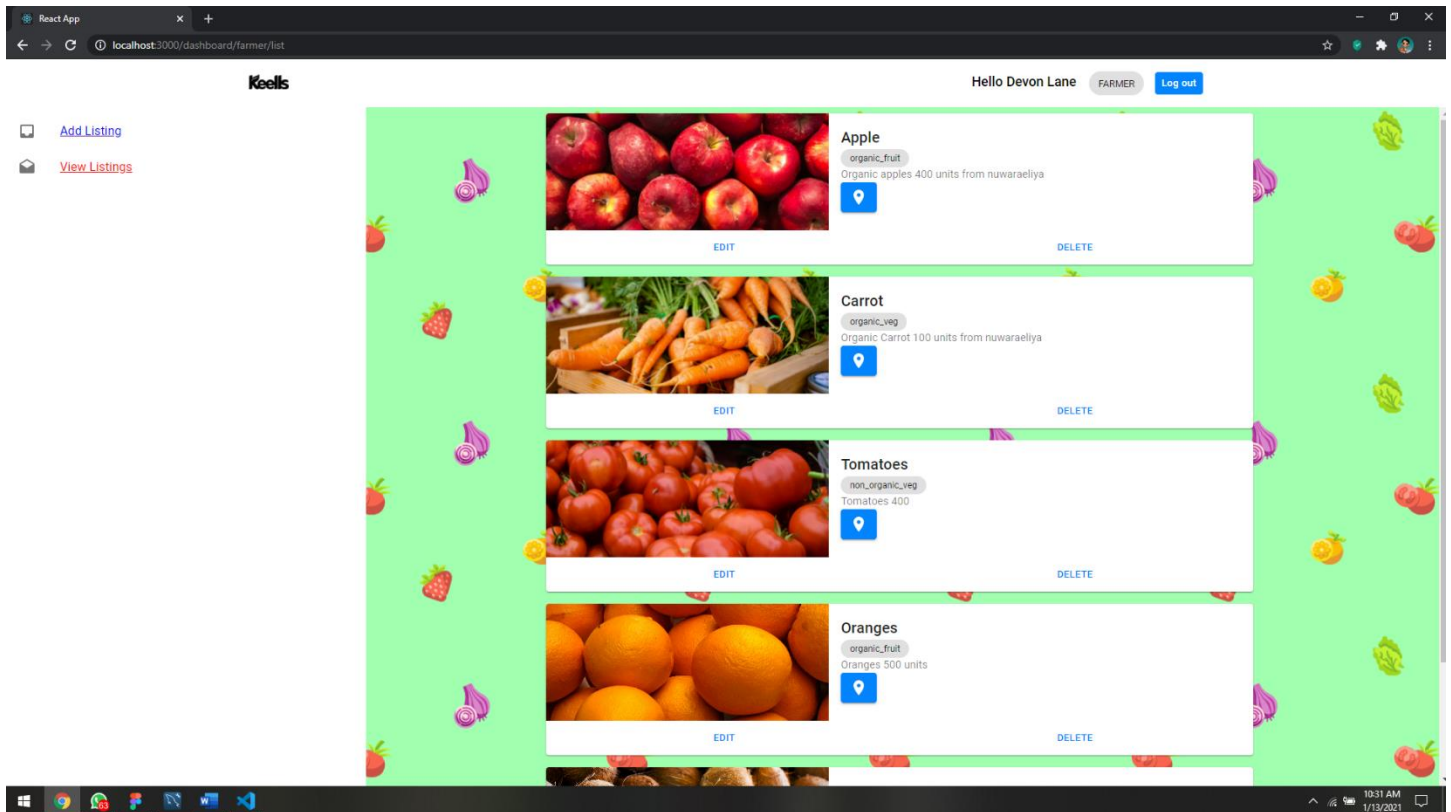 React App
localhost:3000/dashboard/farmer/list
Keells
Hello Devon Lane FARMER Log out
Add Listing
View Listings
Apple
organic_fruit
Organic apples 400 units from nuwaraeliya
EDIT DELETE
Carrot
organic_veg
Organic Carrot 100 units from nuwaraeliya
EDIT DELETE
Tomatoes
non_organic_veg
Tomatoes 400
EDIT DELETE
Oranges
organic_fruit
Oranges 500 units
EDIT DELETE
63
10:31 AM
1/13/2021